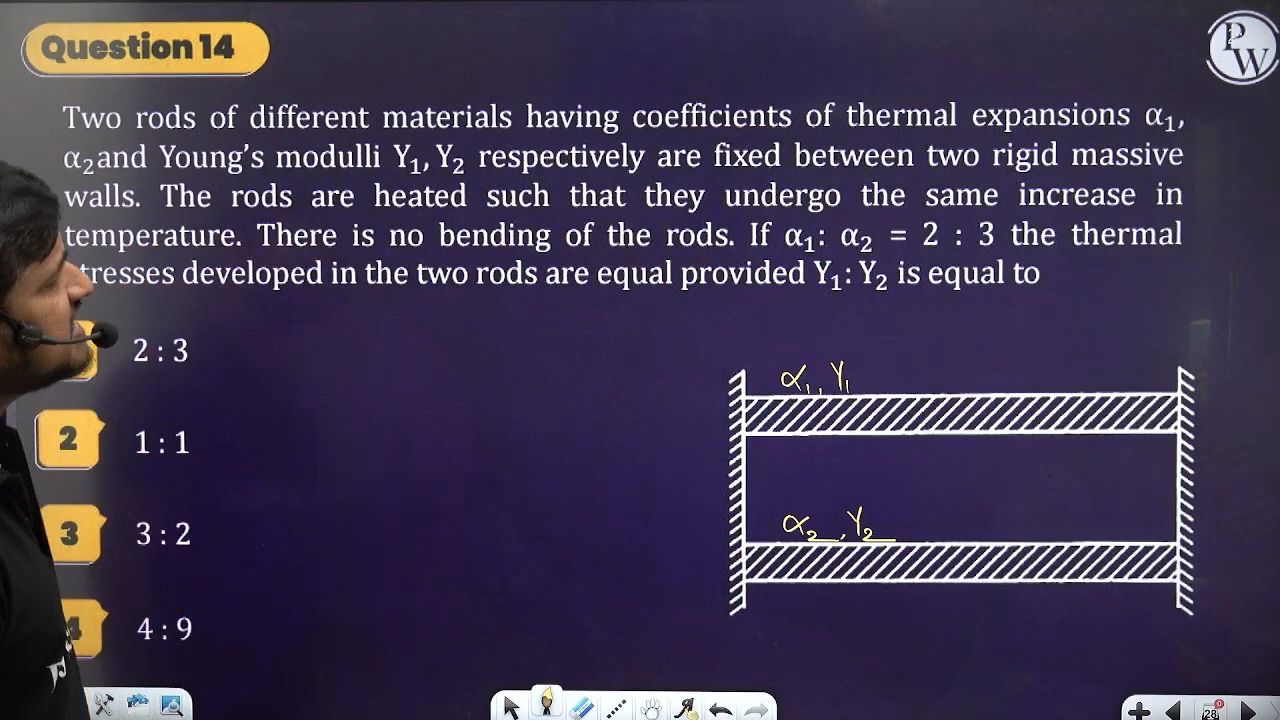 Question 14
P
W
Two rods of different materials having coefficients of thermal expansions α₁,
α₂and Young’s modulli Y₁, Y₂ respectively are fixed between two rigid massive
walls. The rods are heated such that they undergo the same increase in
temperature. There is no bending of the rods. If α₁: α₂ = 2 : 3 the thermal
tresses developed in the two rods are equal provided Y₁: Y₂ is equal to
2 : 3
2 1 : 1
3 3 : 2
4 4 : 9
α₁, Y₁
α₂, Y₂
28